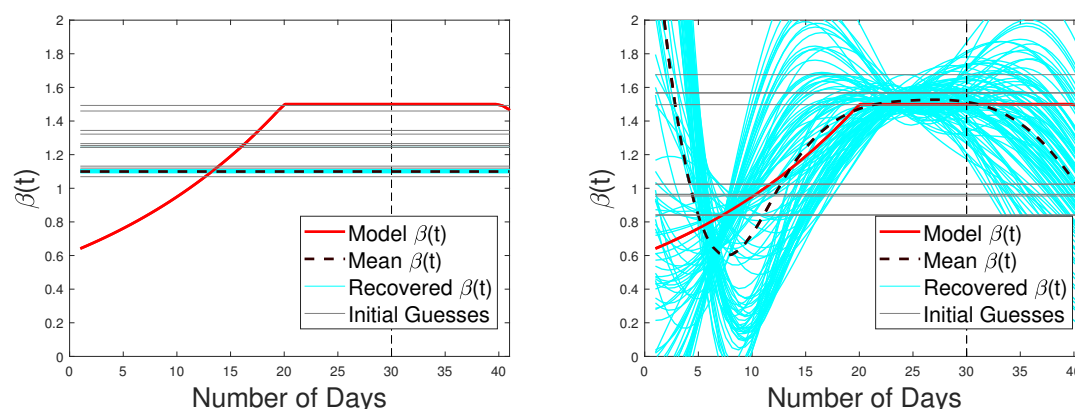 2
1.8
1.6
1.4
1.2
1
0.8
0.6
0.4
0.2
0
β(t)
0 5 10 15 20 25 30 35 40
Number of Days
Model β(t)
Mean β(t)
Recovered β(t)
Initial Guesses
2
1.8
1.6
1.4
1.2
1
0.8
0.6
0.4
0.2
0
β(t)
0 5 10 15 20 25 30 35 40
Number of Days
Model β(t)
Mean β(t)
Recovered β(t)
Initial Guesses